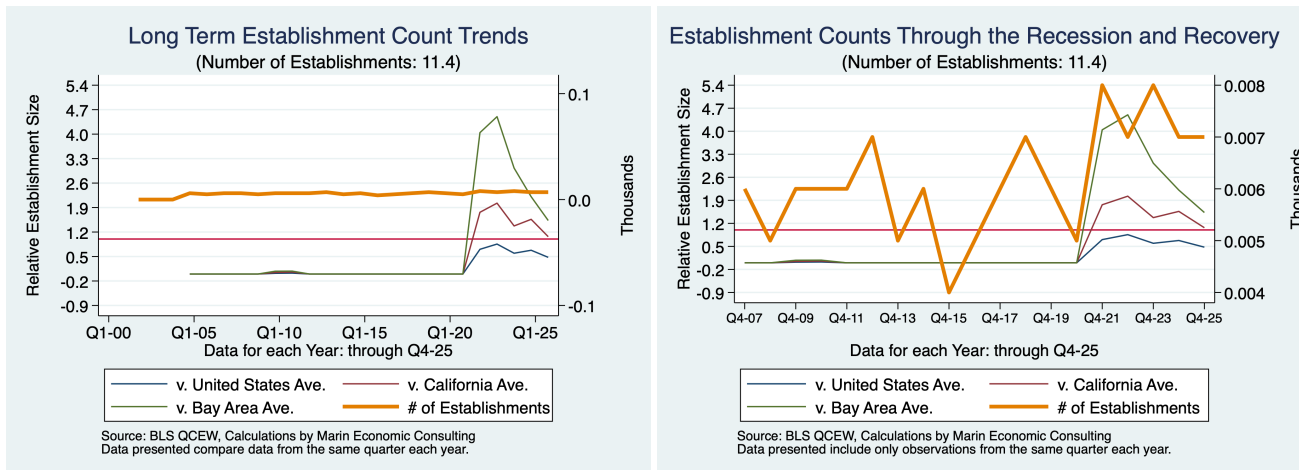 Long Term Establishment Count Trends
(Number of Establishments: 11.4)
Relative Establishment Size
5.4
4.7
4.0
3.3
2.6
1.9
1.2
0.5
-0.2
-0.9
0.1
0.0
-0.1
Thousands
Q1-00 Q1-05 Q1-10 Q1-15 Q1-20 Q1-25
Data for each Year: through Q4-25
v. United States Ave. v. California Ave.
v. Bay Area Ave. # of Establishments
Source: BLS QCEW, Calculations by Marin Economic Consulting
Data presented compare data from the same quarter each year.
Establishment Counts Through the Recession and Recovery
(Number of Establishments: 11.4)
Relative Establishment Size
5.4
4.7
4.0
3.3
2.6
1.9
1.2
0.5
-0.2
-0.9
0.008
0.007
0.006
0.005
0.004
Thousands
Q4-07 Q4-09 Q4-11 Q4-13 Q4-15 Q4-17 Q4-19 Q4-21 Q4-23 Q4-25
Data for each Year: through Q4-25
v. United States Ave. v. California Ave.
v. Bay Area Ave. # of Establishments
Source: BLS QCEW, Calculations by Marin Economic Consulting
Data presented include only observations from the same quarter each year.